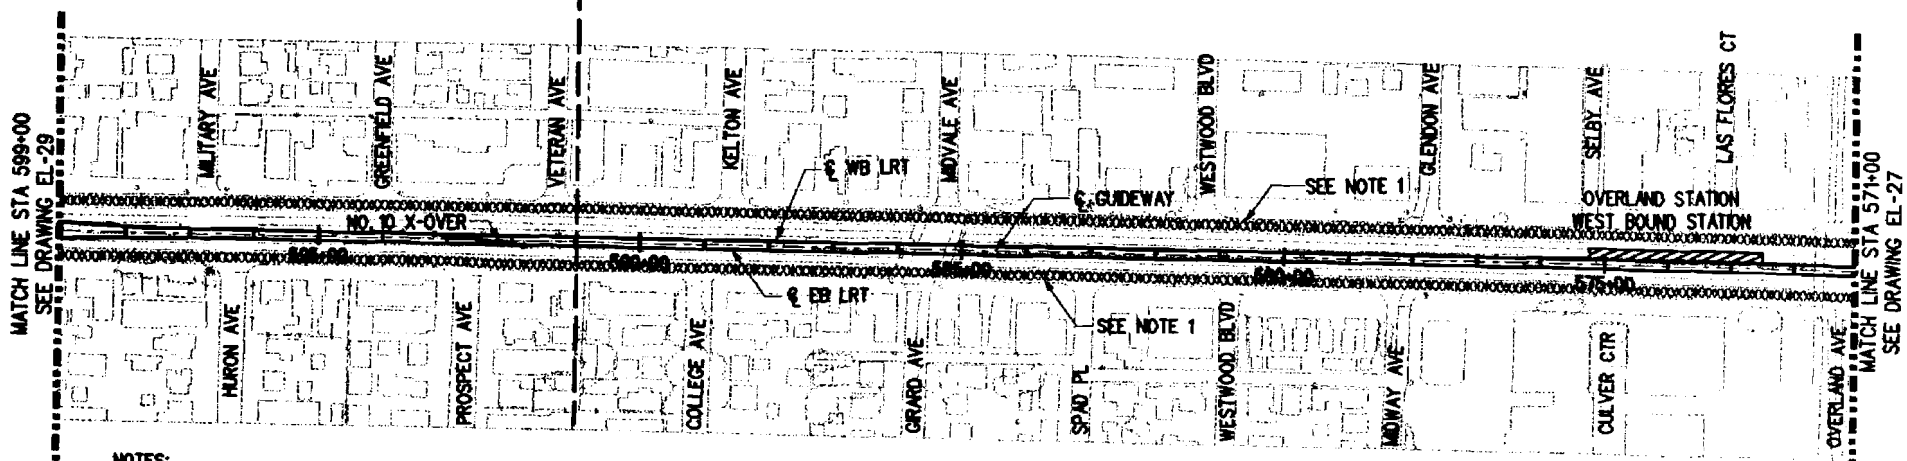 MATCH LINE STA 599+00
SEE DRAWING EL-29
MILITARY AVE
GREENFIELD AVE
VETERAN AVE
KELTON AVE
MIDVALE AVE
WESTWOOD BLVD
GLENDON AVE
SELBY AVE
LAS FLORES CT
℄ WB LRT
℄ GUIDEWAY
SEE NOTE 1
OVERLAND STATION
WEST BOUND STATION
NO. 10 X-OVER
585+00
580+00
575+00
℄ EB LRT
SEE NOTE 1
HURON AVE
PROSPECT AVE
COLLEGE AVE
GIRARD AVE
SPAD PL
WESTWOOD BLVD
MIDWAY AVE
CULVER CTR
OVERLAND AVE
MATCH LINE STA 571+00
SEE DRAWING EL-27
NOTES: